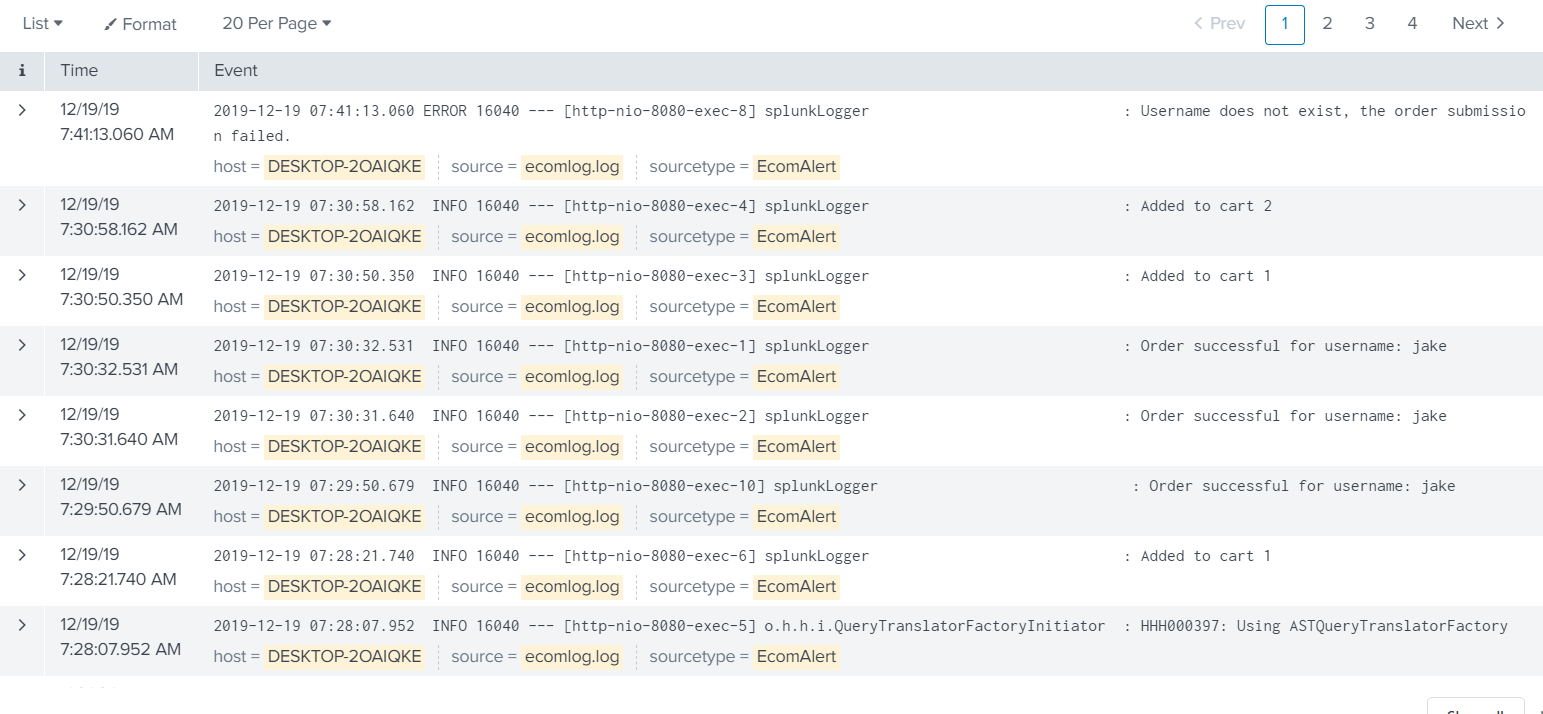 List Format 20 Per Page Prev 1 2 3 4 Next
i Time Event
12/19/19 2019-12-19 07:41:13.060 ERROR 16040 --- [http-nio-8080-exec-8] splunkLogger : Username does not exist, the order submissio
7:41:13.060 AM n failed.
host = DESKTOP-2OAIQKE source = ecomlog.log sourcetype = EcomAlert
12/19/19 2019-12-19 07:30:58.162 INFO 16040 --- [http-nio-8080-exec-4] splunkLogger : Added to cart 2
7:30:58.162 AM host = DESKTOP-2OAIQKE source = ecomlog.log sourcetype = EcomAlert
12/19/19 2019-12-19 07:30:50.350 INFO 16040 --- [http-nio-8080-exec-3] splunkLogger : Added to cart 1
7:30:50.350 AM host = DESKTOP-2OAIQKE source = ecomlog.log sourcetype = EcomAlert
12/19/19 2019-12-19 07:30:32.531 INFO 16040 --- [http-nio-8080-exec-1] splunkLogger : Order successful for username: jake
7:30:32.531 AM host = DESKTOP-2OAIQKE source = ecomlog.log sourcetype = EcomAlert
12/19/19 2019-12-19 07:30:31.640 INFO 16040 --- [http-nio-8080-exec-2] splunkLogger : Order successful for username: jake
7:30:31.640 AM host = DESKTOP-2OAIQKE source = ecomlog.log sourcetype = EcomAlert
12/19/19 2019-12-19 07:29:50.679 INFO 16040 --- [http-nio-8080-exec-10] splunkLogger : Order successful for username: jake
7:29:50.679 AM host = DESKTOP-2OAIQKE source = ecomlog.log sourcetype = EcomAlert
12/19/19 2019-12-19 07:28:21.740 INFO 16040 --- [http-nio-8080-exec-6] splunkLogger : Added to cart 1
7:28:21.740 AM host = DESKTOP-2OAIQKE source = ecomlog.log sourcetype = EcomAlert
12/19/19 2019-12-19 07:28:07.952 INFO 16040 --- [http-nio-8080-exec-5] o.h.h.i.QueryTranslatorFactoryInitiator : HHH000397: Using ASTQueryTranslatorFactory
7:28:07.952 AM host = DESKTOP-2OAIQKE source = ecomlog.log sourcetype = EcomAlert